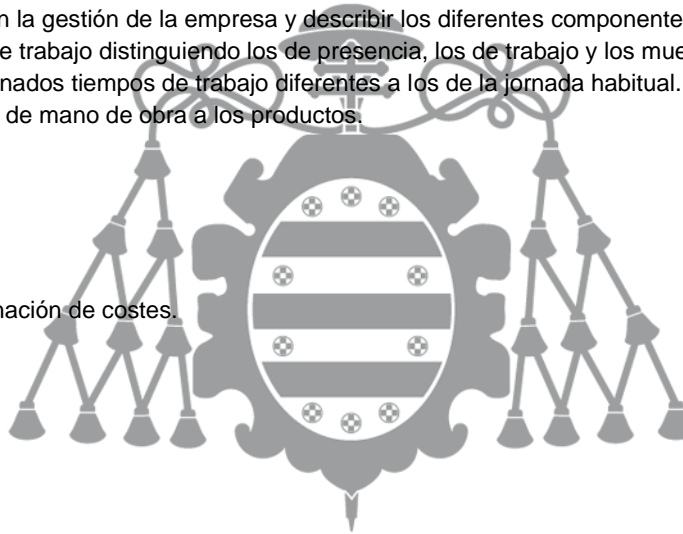 n la gestión de la empresa y describir los diferentes componente
e trabajo distinguiendo los de presencia, los de trabajo y los mue
nados tiempos de trabajo diferentes a los de la jornada habitual.
de mano de obra a los productos.
nación de costes.